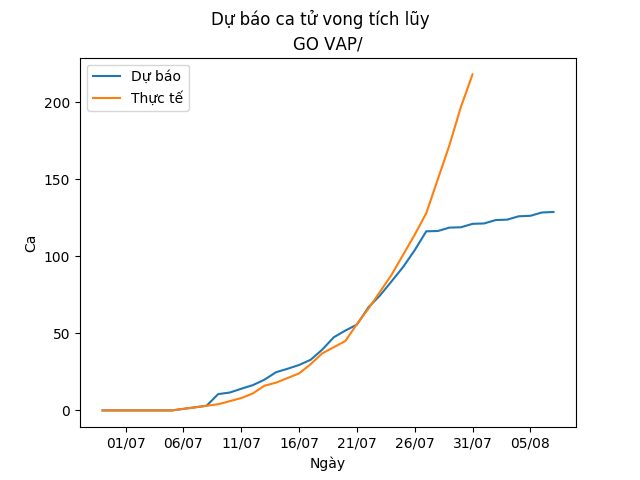 Dự báo ca tử vong tích lũy
GO VAP/
Dự báo
Thực tế
200
150
100
50
0
Ca
01/07 06/07 11/07 16/07 21/07 26/07 31/07 05/08
Ngày